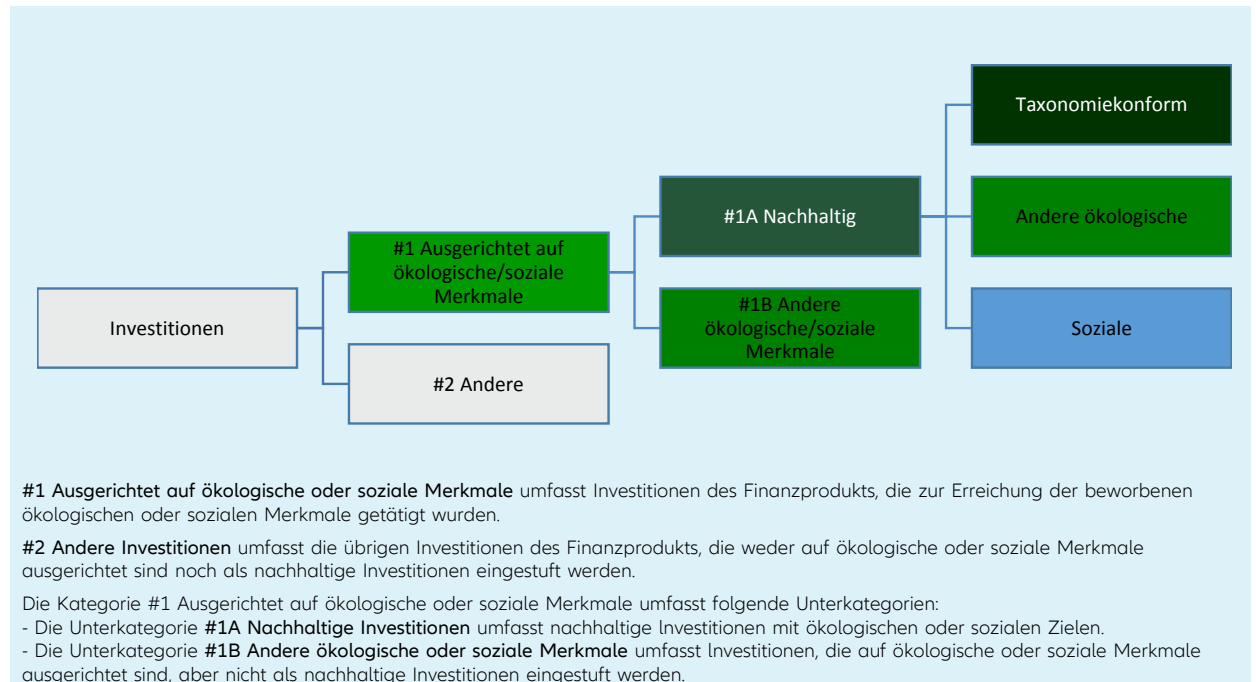 Taxonomiekonform
#1A Nachhaltig
Andere ökologische
#1 Ausgerichtet auf
ökologische/soziale
Merkmale
Investitionen
#1B Andere
ökologische/soziale
Merkmale
Soziale
#2 Andere
#1 Ausgerichtet auf ökologische oder soziale Merkmale umfasst Investitionen des Finanzprodukts, die zur Erreichung der beworbenen
ökologischen oder sozialen Merkmale getätigt wurden.
#2 Andere Investitionen umfasst die übrigen Investitionen des Finanzprodukts, die weder auf ökologische oder soziale Merkmale
ausgerichtet sind noch als nachhaltige Investitionen eingestuft werden.
Die Kategorie #1 Ausgerichtet auf ökologische oder soziale Merkmale umfasst folgende Unterkategorien:
- Die Unterkategorie #1A Nachhaltige Investitionen umfasst nachhaltige Investitionen mit ökologischen oder sozialen Zielen.
- Die Unterkategorie #1B Andere ökologische oder soziale Merkmale umfasst Investitionen, die auf ökologische oder soziale Merkmale
ausgerichtet sind, aber nicht als nachhaltige Investitionen eingestuft werden.